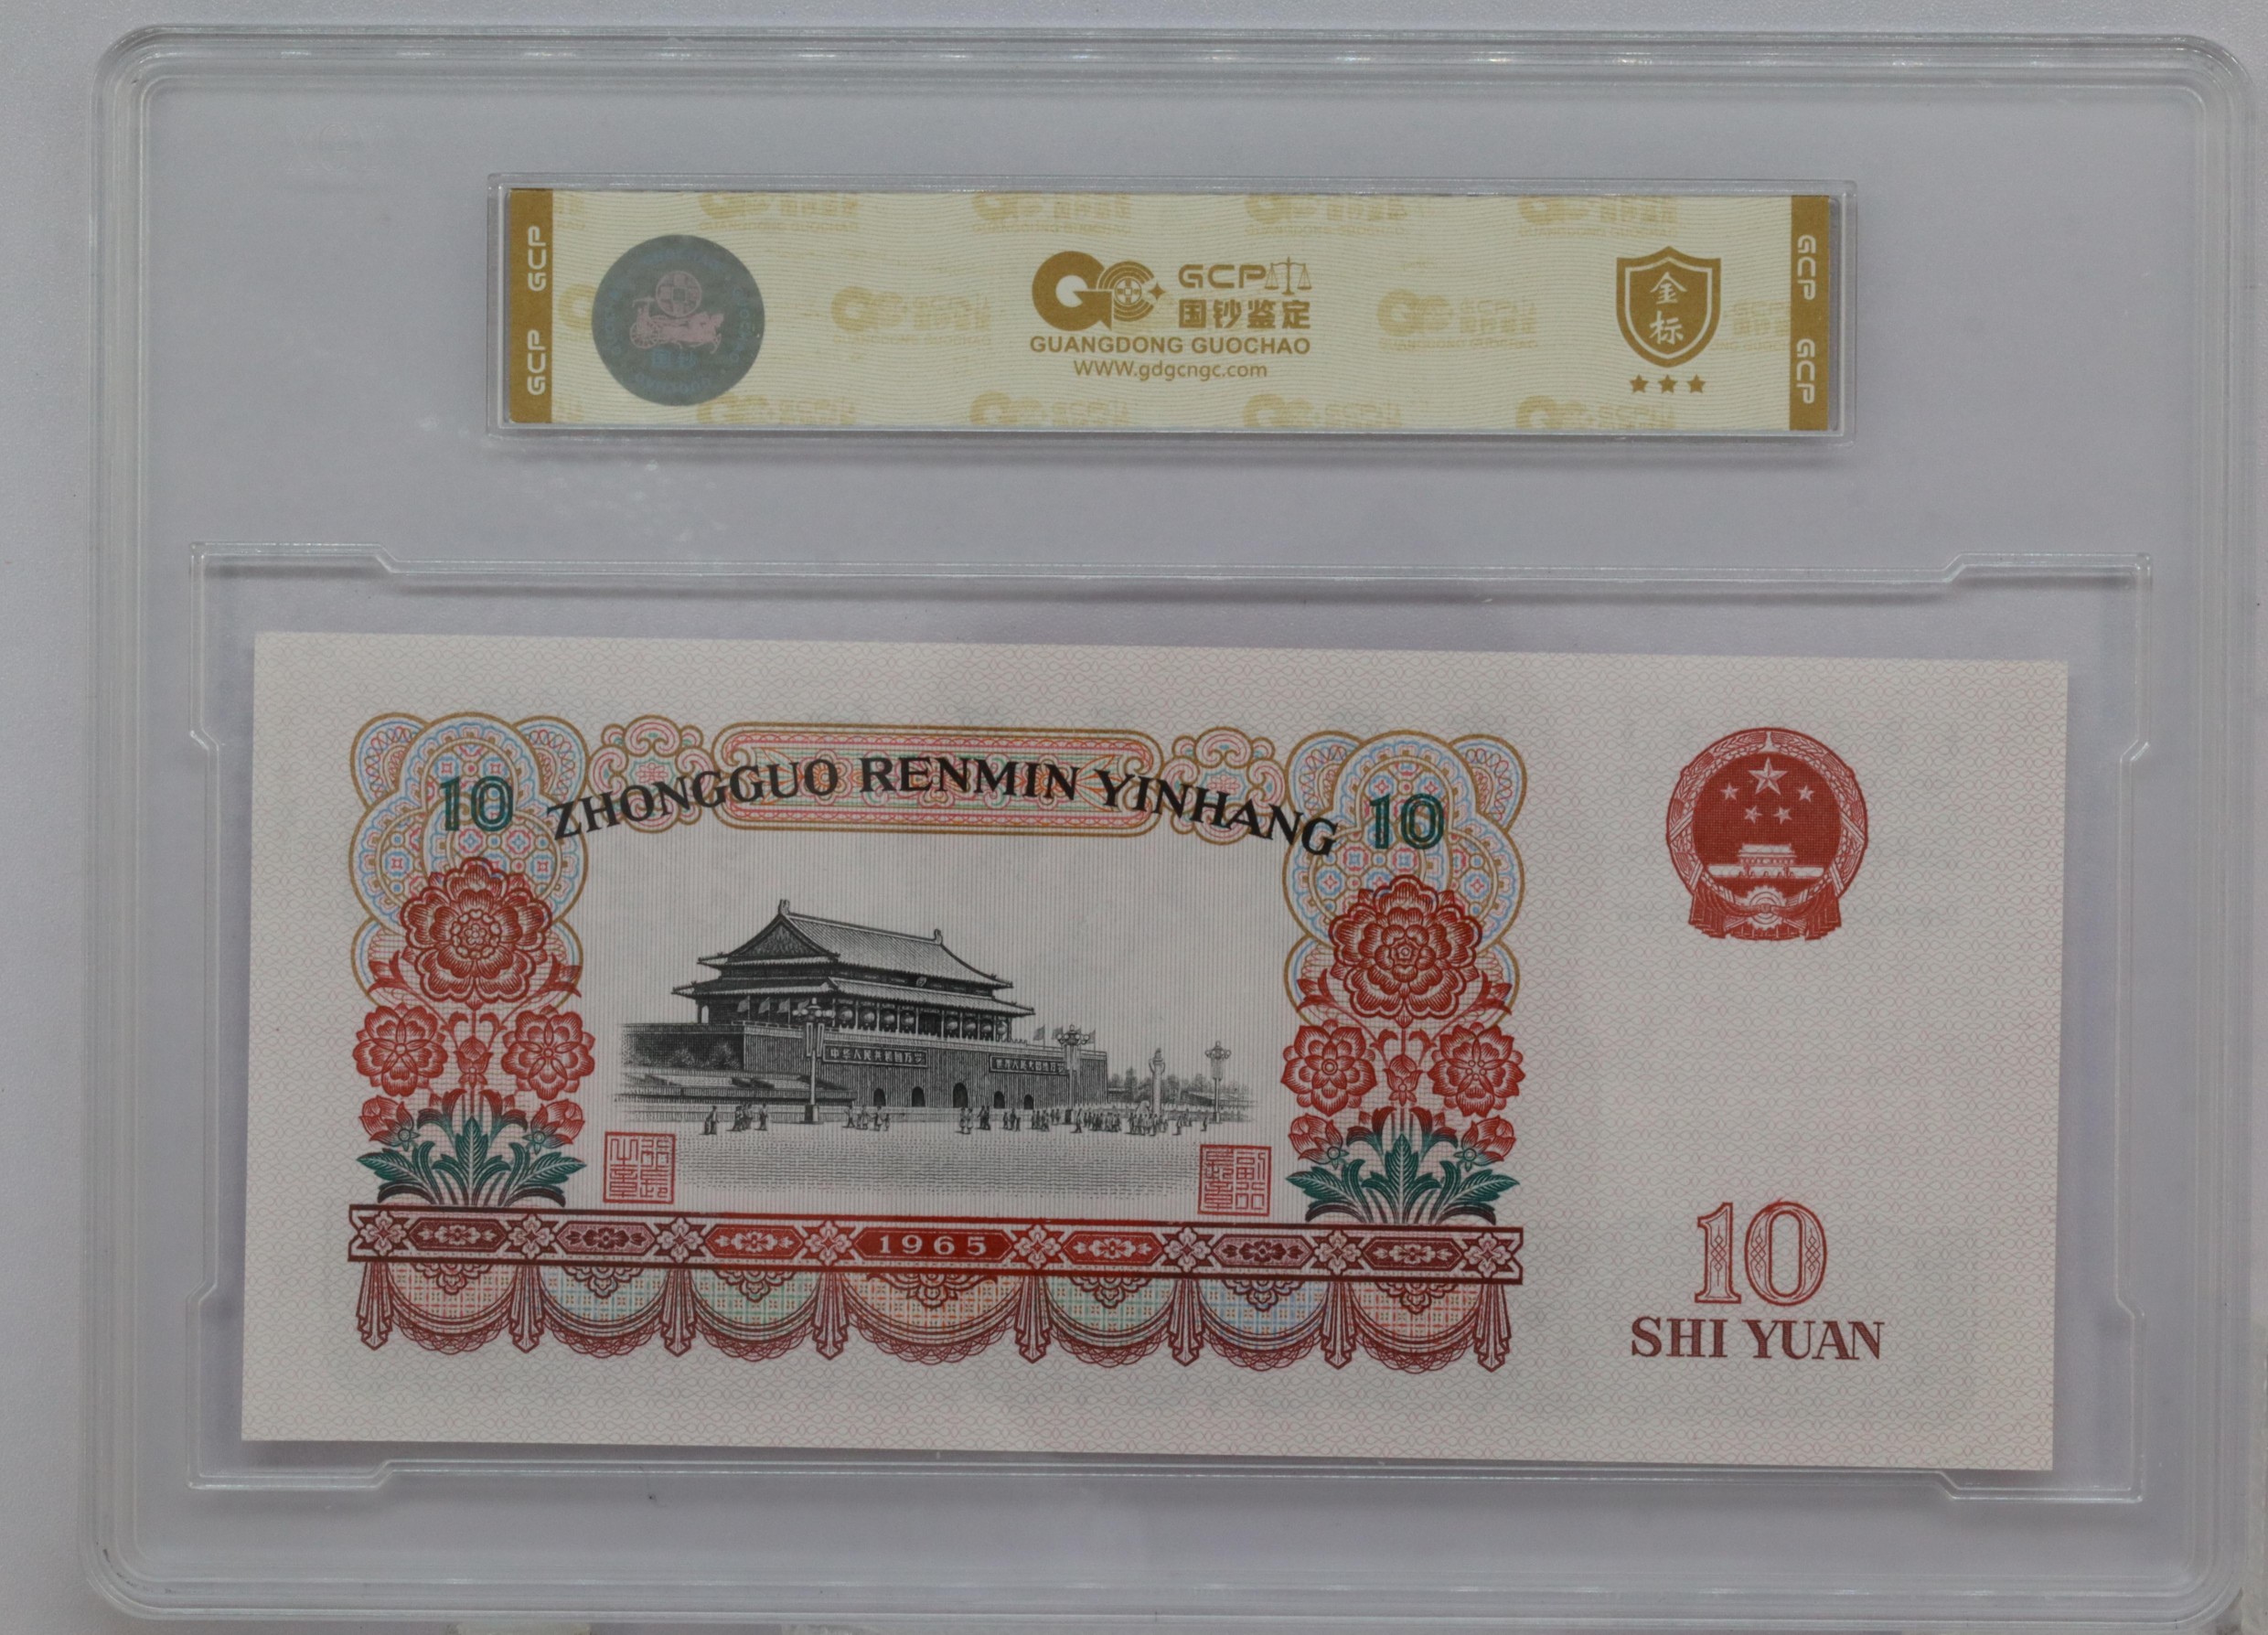 GCP GCP
GCP
国钞鉴定
GUANGDONG GUOCHAO
WWW.gdgcngc.com
金标
GCP GCP
ZHONGGUO RENMIN YINHANG
10
10
1965
10
SHI YUAN